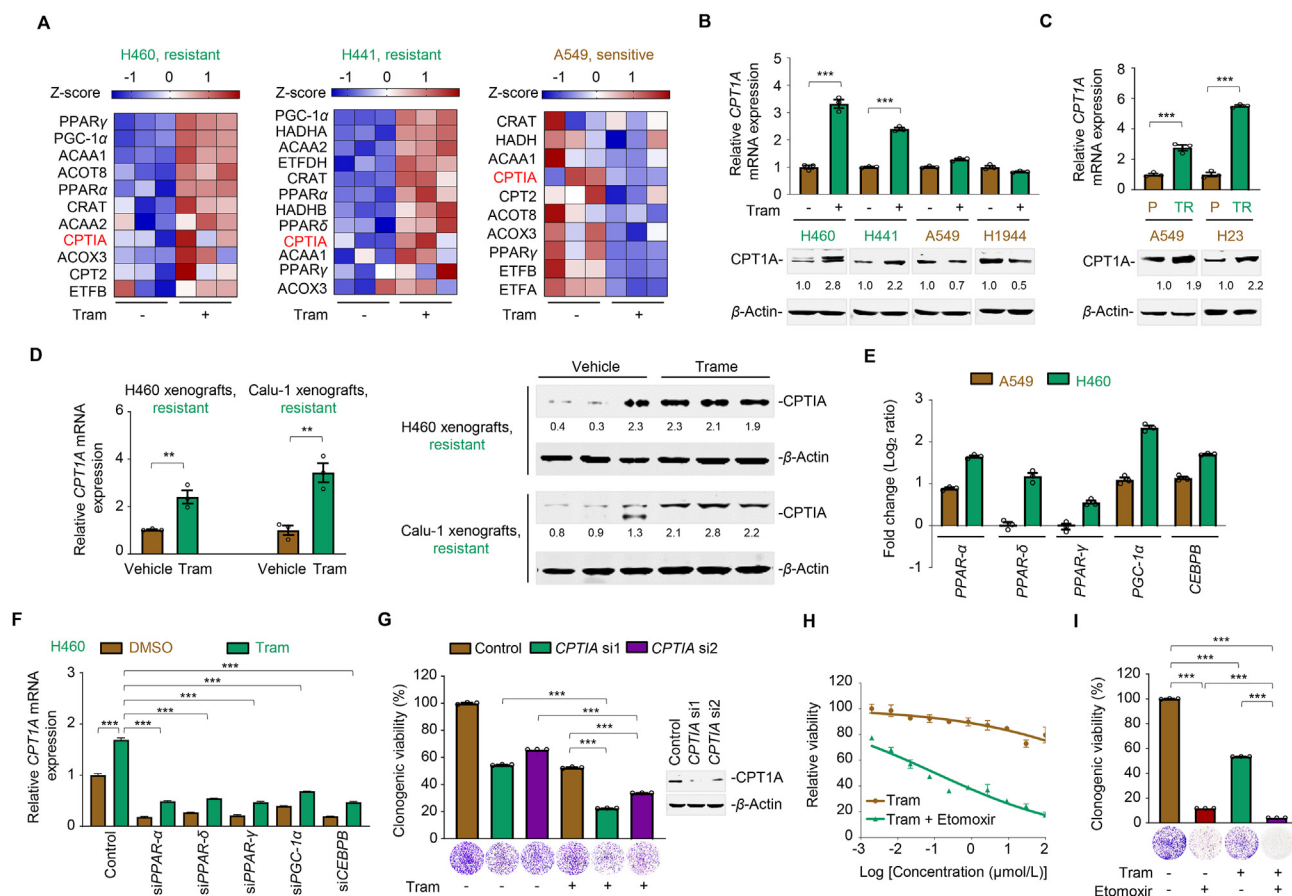 A
H460, resistant
-1 0 1
Z-score
PPARγ
PGC-1α
ACAA1
ACOT8
PPARα
CRAT
ACAA2
CPTIA
ACOX3
CPT2
ETFB
Tram - +
H441, resistant
-1 0 1
Z-score
PGC-1α
HADHA
ACAA2
ETFDH
CRAT
PPARα
HADHB
PPARδ
CPTIA
ACAA1
PPARγ
ACOX3
Tram - +
A549, sensitive
-1 0 1
Z-score
CRAT
HADH
ACAA1
CPTIA
CPT2
ACOT8
ACOX3
PPARγ
ETFB
ETFA
Tram - +
B
Relative CPT1A
mRNA expression
5
4
3
2
1
0
***
***
- + - + - + - +
Tram
H460 H441 A549 H1944
CPT1A-
1.0 2.8 1.0 2.2 1.0 0.7 1.0 0.5
β-Actin-
C
Relative CPT1A
mRNA expression
8
6
4
2
0
***
***
P TR P TR
A549 H23
CPT1A-
1.0 1.9 1.0 2.2
β-Actin-
D
H460 xenografts,
resistant
Calu-1 xenografts,
resistant
Relative CPT1A mRNA
expression
6
4
2
0
**
**
Vehicle Tram Vehicle Tram
Vehicle Trame
H460 xenografts,
resistant
-CPTIA
0.4 0.3 2.3 2.3 2.1 1.9
-β-Actin
Calu-1 xenografts,
resistant
-CPTIA
0.8 0.9 1.3 2.1 2.8 2.2
-β-Actin
E
A549 H460
Fold change (Log2 ratio)
3
2
1
0
-1
PPAR-α
PPAR-δ
PPAR-γ
PGC-1α
CEBPB
F
H460 DMSO Tram
Relative CPT1A mRNA
expression
3
2
1
0
***
***
***
***
***
***
Control
siPPAR-α
siPPAR-δ
siPPAR-γ
siPGC-1α
siCEBPB
G
Control CPTIA si1 CPTIA si2
Clonogenic viability (%)
120
100
80
60
40
20
0
***
***
***
***
Tram - - - + + +
Control
CPTIA si1
CPTIA si2
-CPT1A
-β-Actin
H
Relative viability
120
100
80
60
40
20
0
Tram
Tram + Etomoxir
-3 -2 -1 0 1 2
Log [Concentration (μmol/L)]
I
Clonogenic viability (%)
120
100
80
60
40
20
0
***
***
***
***
***
Tram - - + +
Etomoxir - + - +